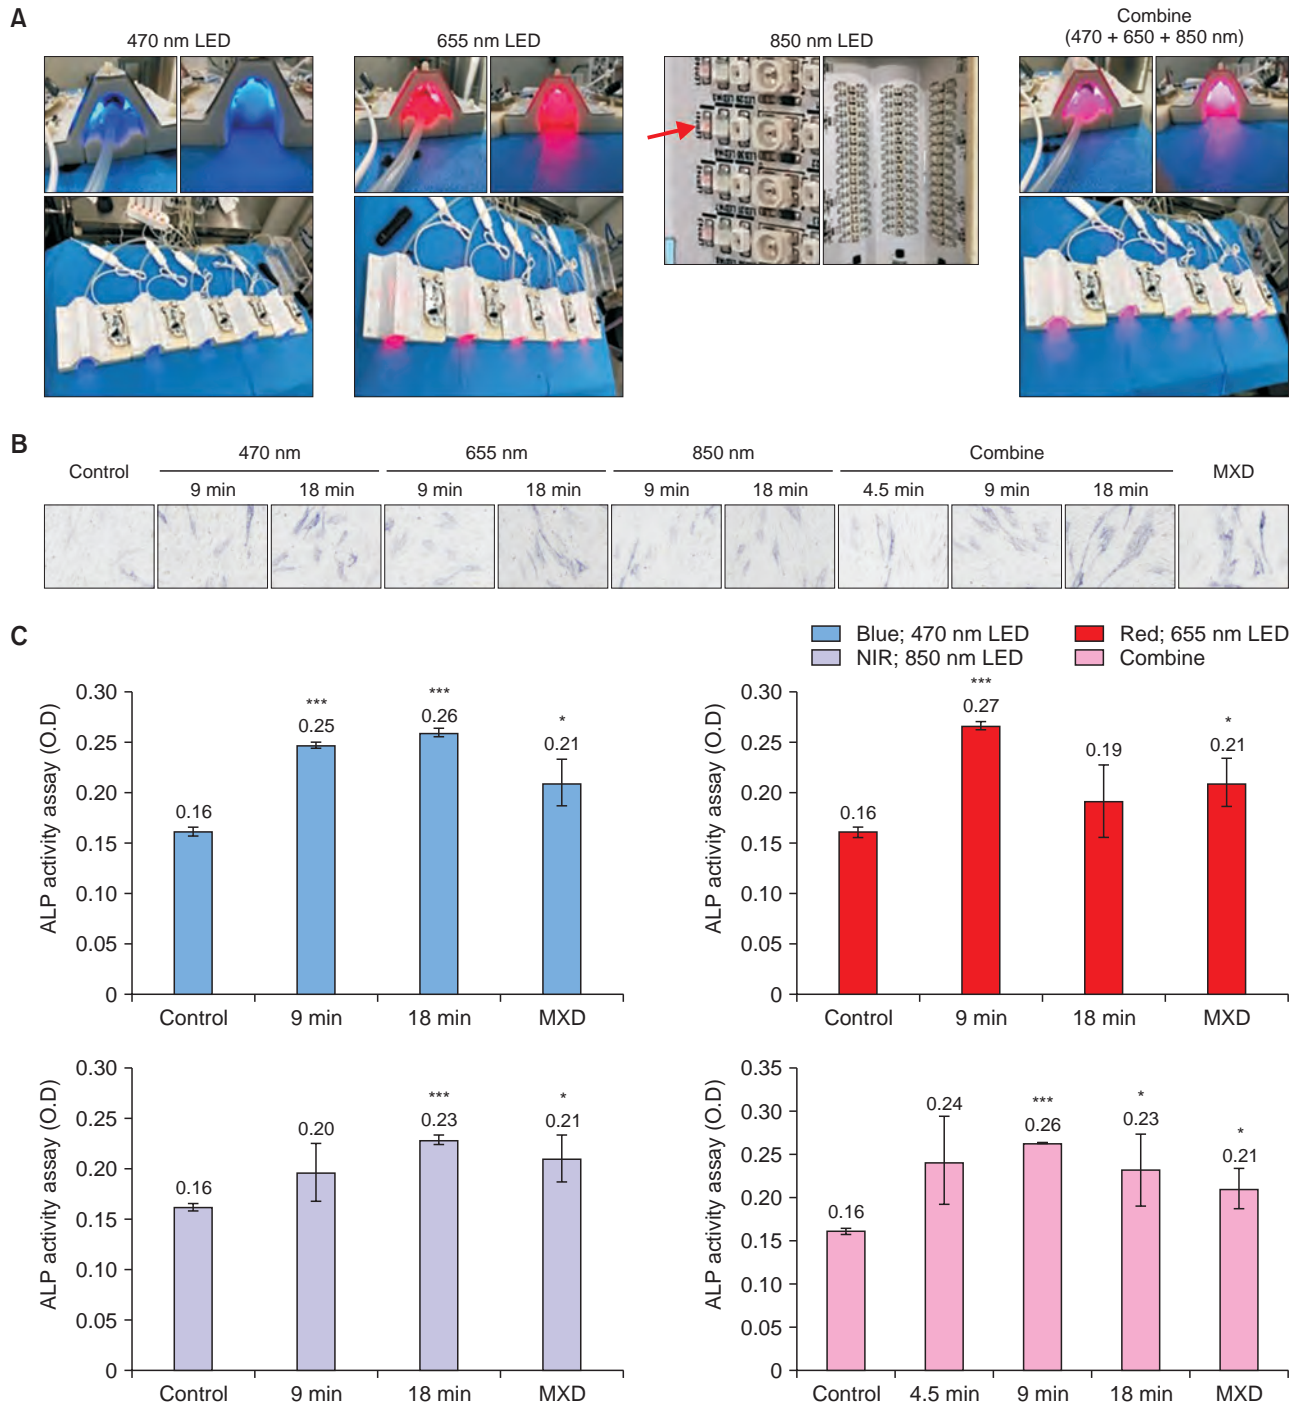 A
470 nm LED
655 nm LED
850 nm LED
Combine
(470 + 650 + 850 nm)
B
Control
470 nm
655 nm
850 nm
Combine
MXD
9 min
18 min
9 min
18 min
9 min
18 min
4.5 min
9 min
18 min
C
Blue; 470 nm LED
Red; 655 nm LED
NIR; 850 nm LED
Combine
ALP activity assay (O.D)
0.30
0.25
0.20
0.15
0.10
0.05
0
0.16
***
0.25
***
0.26
*
0.21
Control
9 min
18 min
MXD
ALP activity assay (O.D)
0.30
0.25
0.20
0.15
0.10
0.05
0
0.16
***
0.27
0.19
*
0.21
Control
9 min
18 min
MXD
ALP activity assay (O.D)
0.30
0.25
0.20
0.15
0.10
0.05
0
0.16
0.20
***
0.23
*
0.21
Control
9 min
18 min
MXD
ALP activity assay (O.D)
0.35
0.30
0.25
0.20
0.15
0.10
0.05
0
0.16
0.24
***
0.26
*
0.23
*
0.21
Control
4.5 min
9 min
18 min
MXD